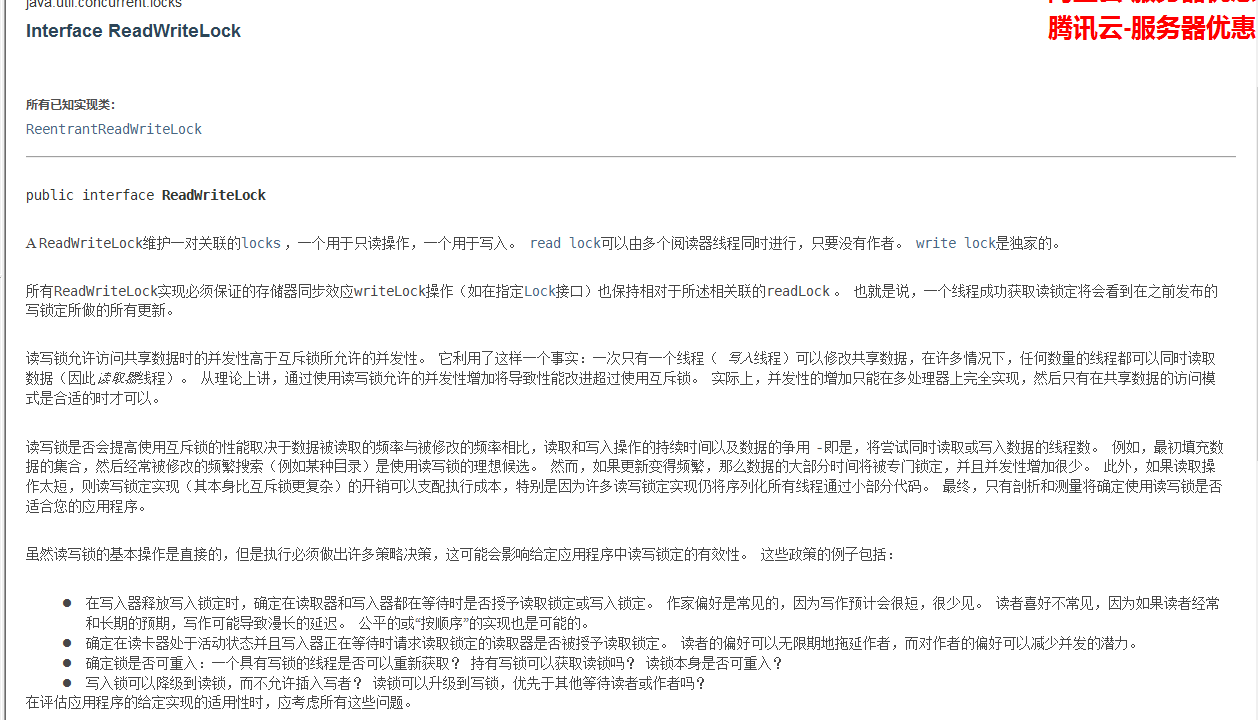 java.util.concurrent.locks
腾讯云-服务器优惠
Interface ReadWriteLock
所有已知实现类:
ReentrantReadWriteLock
public interface ReadWriteLock
A ReadWriteLock维护一对关联的locks ，一个用于只读操作，一个用于写入。 read lock可以由多个阅读器线程同时进行，只要没有作者。 write lock是独家的。
所有ReadWriteLock实现必须保证的存储器同步效应writeLock操作（如在指定Lock接口）也保持相对于所述相关联的readLock 。 也就是说，一个线程成功获取读锁定将会看到在之前发布的
写锁定所做的所有更新。
读写锁允许访问共享数据时的并发性高于互斥锁所允许的并发性。 它利用了这样一个事实：一次只有一个线程（ 写入线程）可以修改共享数据，在许多情况下，任何数量的线程都可以同时读取
数据（因此读取器线程）。 从理论上讲，通过使用读写锁允许的并发性增加将导致性能改进超过使用互斥锁。 实际上，并发性的增加只能在多处理器上完全实现，然后只有在共享数据的访问模
式是合适的时才可以。
读写锁是否会提高使用互斥锁的性能取决于数据被读取的频率与被修改的频率相比，读取和写入操作的持续时间以及数据的争用 -即是，将尝试同时读取或写入数据的线程数。 例如，最初填充数
据的集合，然后经常被修改的频繁搜索（例如某种目录）是使用读写锁的理想候选。 然而，如果更新变得频繁，那么数据的大部分时间将被专门锁定，并且并发性增加很少。 此外，如果读取操
作太短，则读写锁定实现（其本身比互斥锁更复杂）的开销可以支配执行成本，特别是因为许多读写锁定实现仍将序列化所有线程通过小部分代码。 最终，只有剖析和测量将确定使用读写锁是否
适合您的应用程序。
虽然读写锁的基本操作是直接的，但是执行必须做出许多策略决策，这可能会影响给定应用程序中读写锁定的有效性。 这些政策的例子包括：
● 在写入器释放写入锁定时，确定在读取器和写入器都在等待时是否授予读取锁定或写入锁定。 作家偏好是常见的，因为写作预计会很短，很少见。 读者喜好不常见，因为如果读者经常
和长期的预期，写作可能导致漫长的延迟。 公平的或“按顺序”的实现也是可能的。
● 确定在读卡器处于活动状态并且写入器正在等待时请求读取锁定的读取器是否被授予读取锁定。 读者的偏好可以无限期地拖延作者，而对作者的偏好可以减少并发的潜力。
● 确定锁是否可重入：一个具有写锁的线程是否可以重新获取？ 持有写锁可以获取读锁吗？ 读锁本身是否可重入？
● 写入锁可以降级到读锁，而不允许插入写者？ 读锁可以升级到写锁，优先于其他等待读者或作者吗？
在评估应用程序的给定实现的适用性时，应考虑所有这些问题。